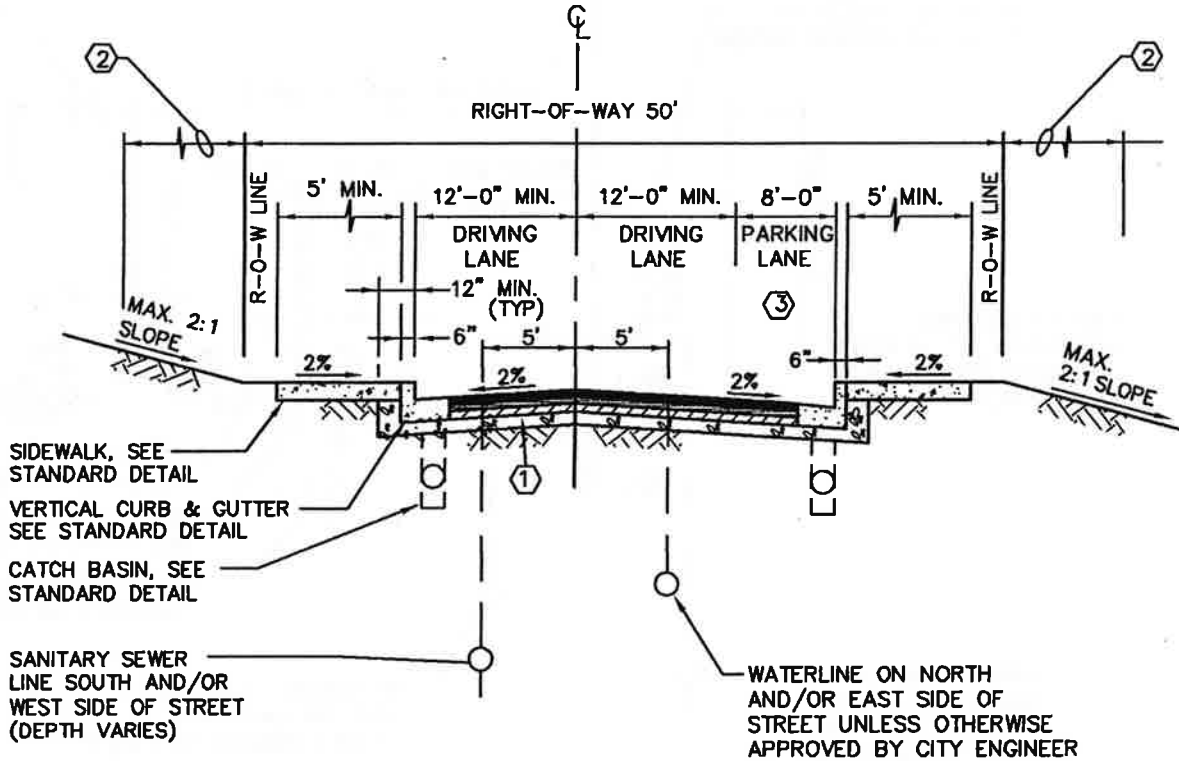 ℄
2
2
RIGHT-OF-WAY 50'
R-O-W LINE
5' MIN.
12'-0" MIN.
12'-0" MIN.
8'-0"
5' MIN.
R-O-W LINE
DRIVING
LANE
DRIVING
LANE
PARKING
LANE
3
12" MIN.
(TYP)
6"
5'
5'
6"
MAX. 2:1
SLOPE
2%
2%
2%
2%
MAX.
2:1 SLOPE
1
SIDEWALK, SEE
STANDARD DETAIL
VERTICAL CURB & GUTTER
SEE STANDARD DETAIL
CATCH BASIN, SEE
STANDARD DETAIL
SANITARY SEWER
LINE SOUTH AND/OR
WEST SIDE OF STREET
(DEPTH VARIES)
WATERLINE ON NORTH
AND/OR EAST SIDE OF
STREET UNLESS OTHERWISE
APPROVED BY CITY ENGINEER